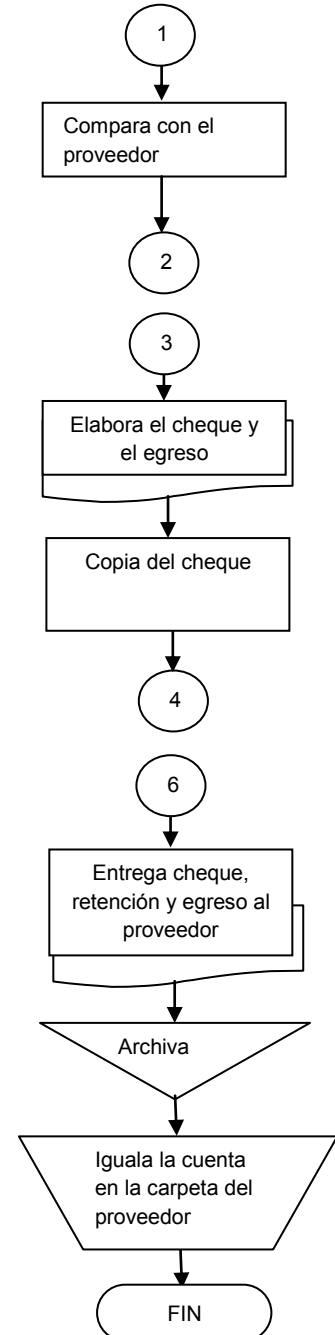 1
Compara con el
proveedor
2
3
Elabora el cheque y
el egreso
Copia del cheque
4
6
Entrega cheque,
retención y egreso al
proveedor
Archiva
Iguala la cuenta
en la carpeta del
proveedor
FIN